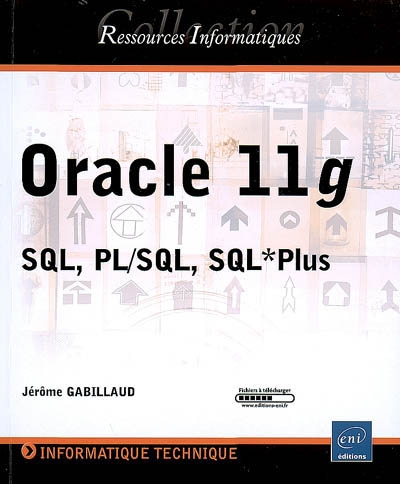 Collection
Ressources Informatiques
Oracle 11g
SQL, PL/SQL, SQL*Plus
Jérôme GABILLAUD
Fichiers à télécharger
www.editions-eni.fr
eni
éditions
INFORMATIQUE TECHNIQUE